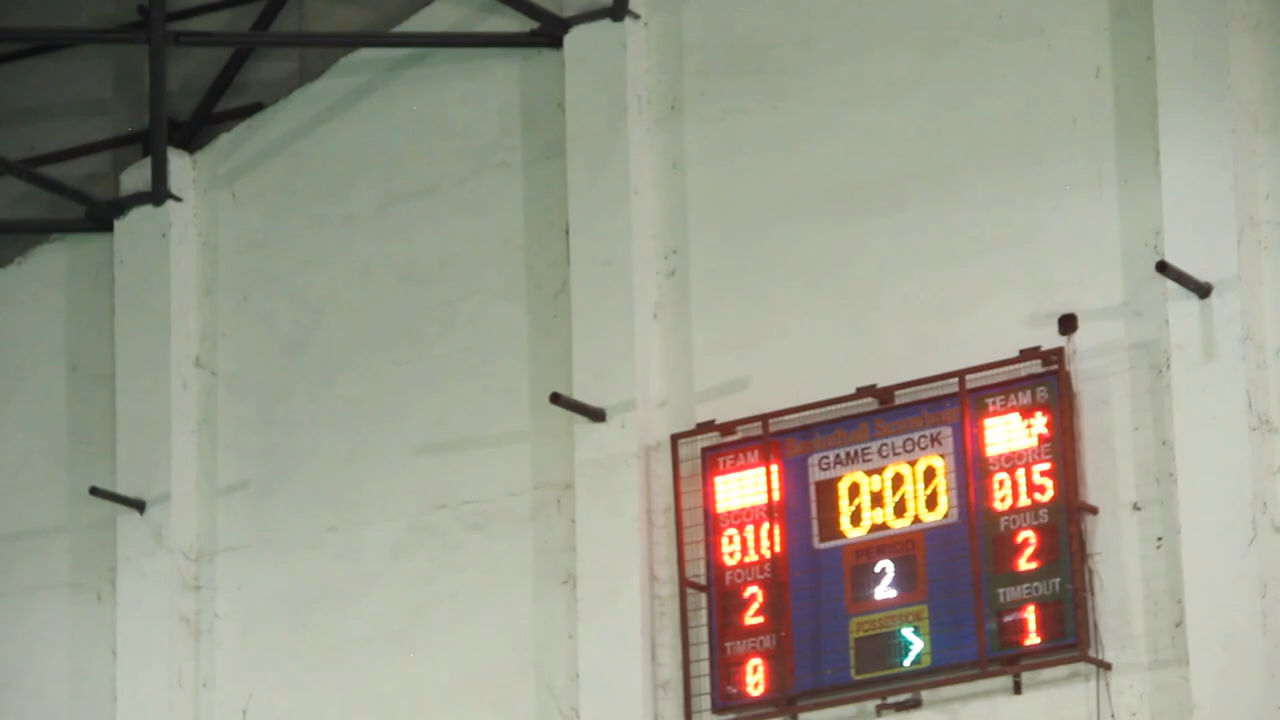 Basketball Scoreboard
TEAM
SCORE
FOULS
2
TIMEOUT
0
GAME CLOCK
0:00
PERIOD
2
POSSESSION
>
TEAM B
SCORE
015
FOULS
2
TIMEOUT
1